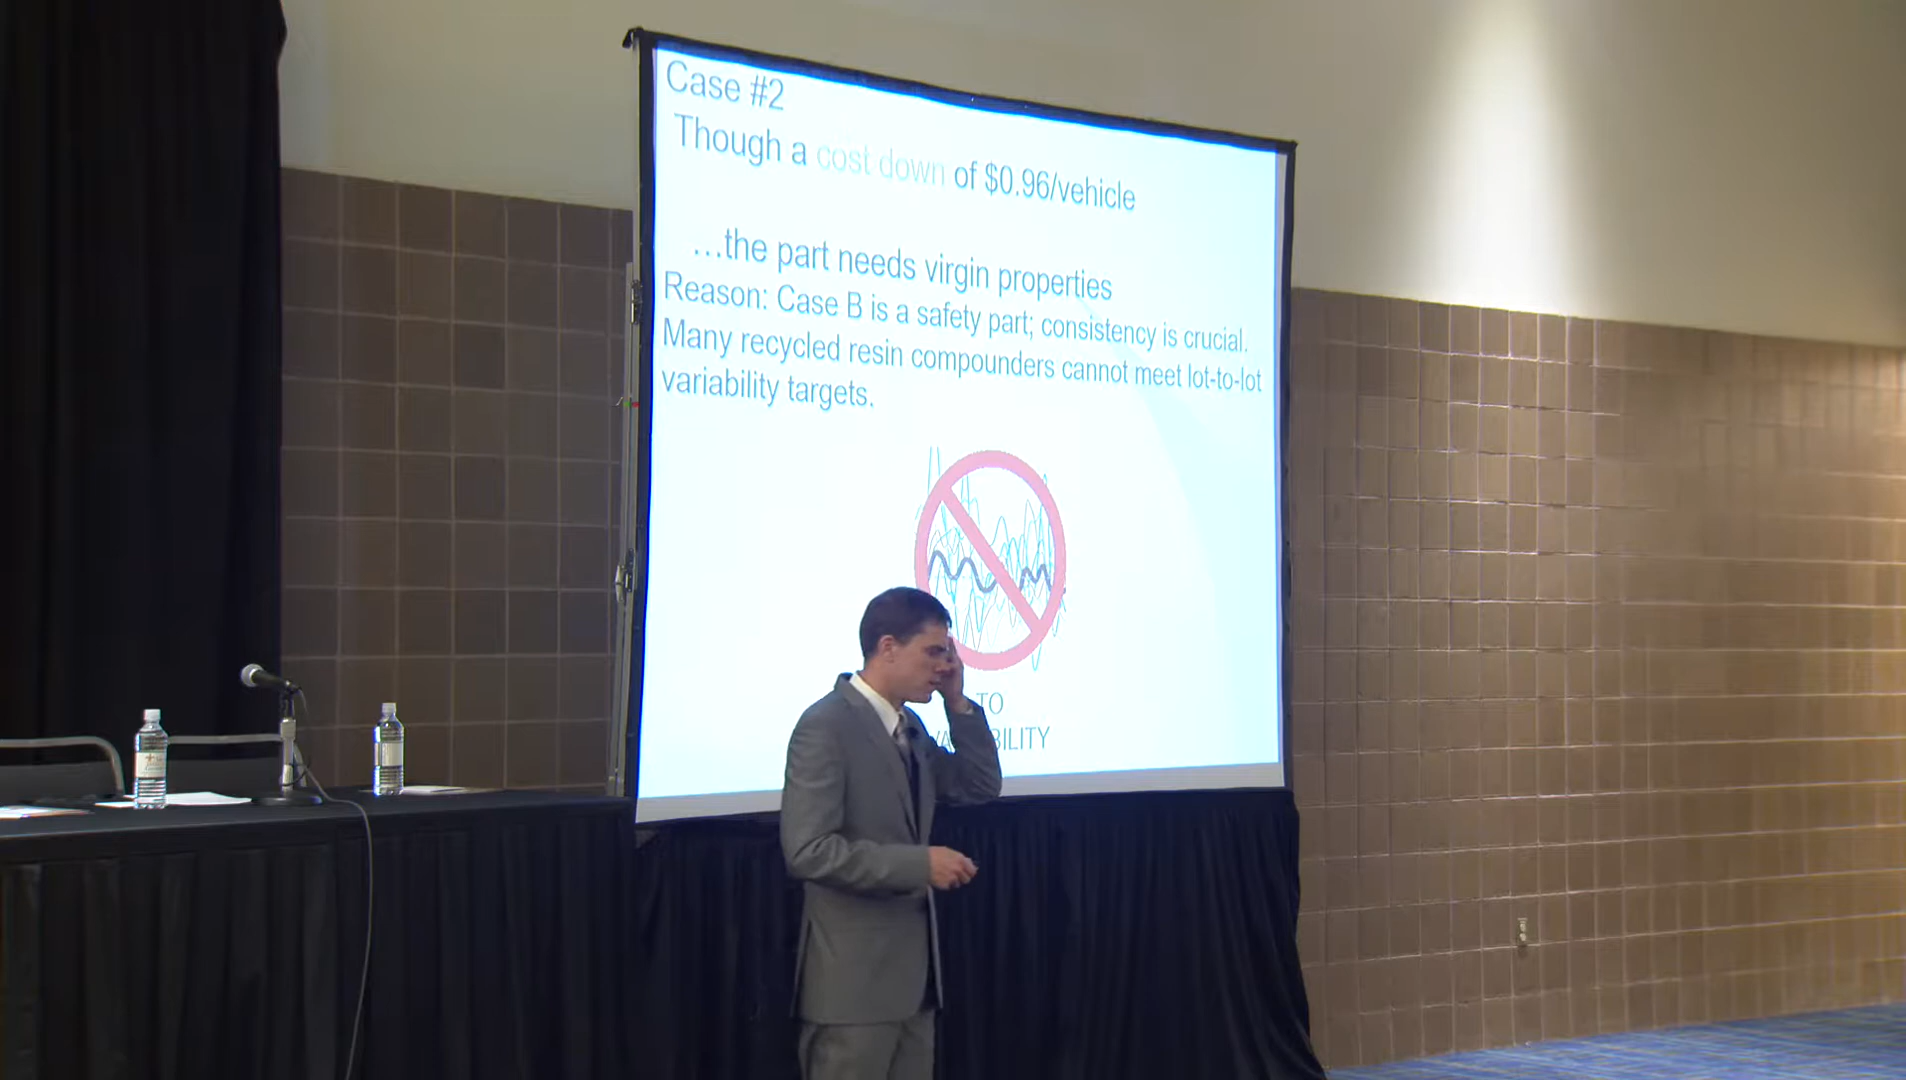 Case #2
Though a cost down of $0.96/vehicle
…the part needs virgin properties
Reason: Case B is a safety part; consistency is crucial.
Many recycled resin compounders cannot meet lot-to-lot
variability targets.
TO